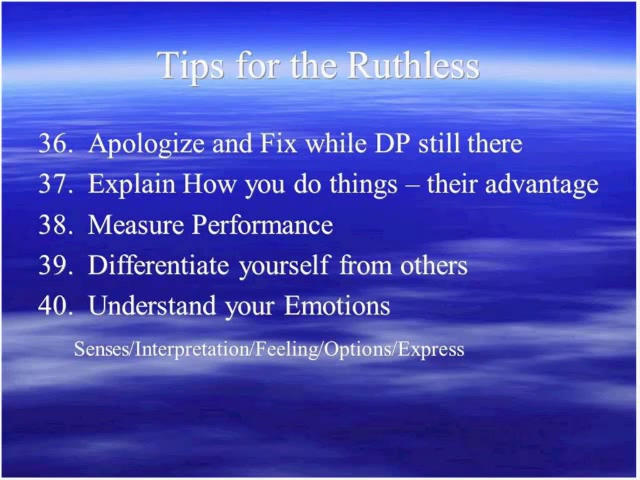 Tips for the Ruthless
36. Apologize and Fix while DP still there
37. Explain How you do things – their advantage
38. Measure Performance
39. Differentiate yourself from others
40. Understand your Emotions
Senses/Interpretation/Feeling/Options/Express